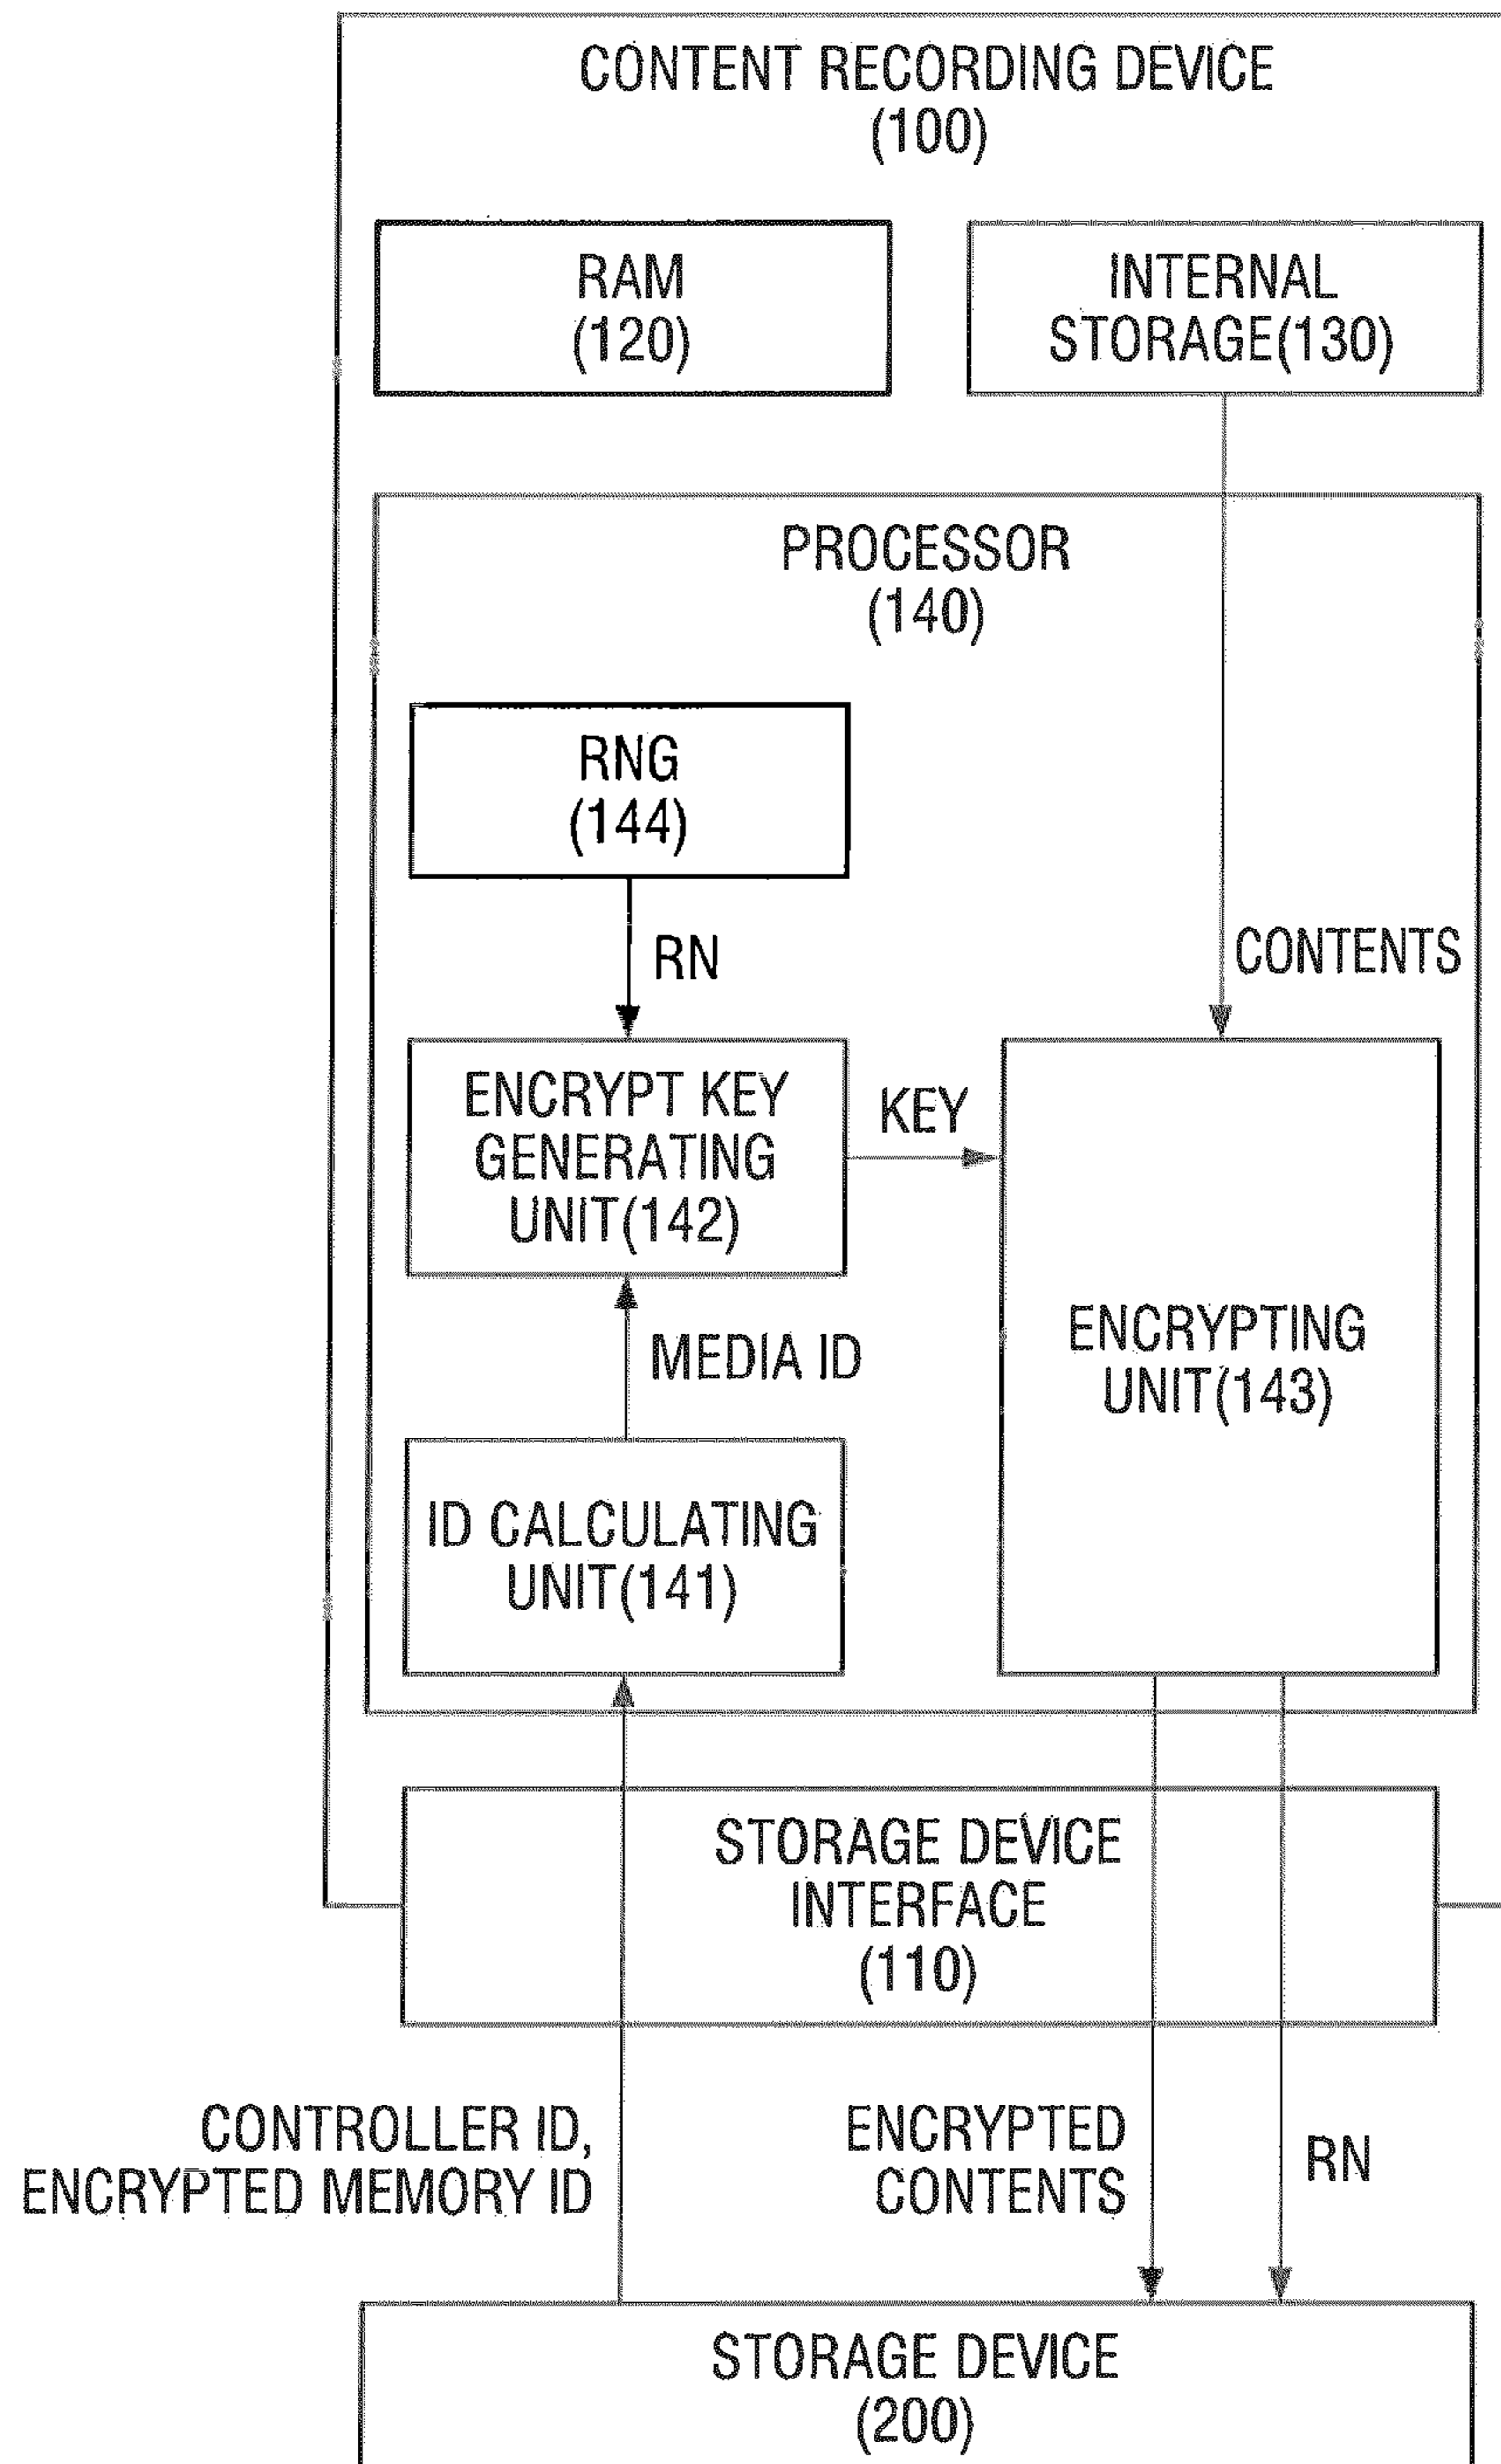 CONTENT RECORDING DEVICE
(100)
RAM
(120)
INTERNAL
STORAGE(130)
PROCESSOR
(140)
RNG
(144)
RN
CONTENTS
ENCRYPT KEY
GENERATING
UNIT(142)
KEY
ENCRYPTING
UNIT(143)
MEDIA ID
ID CALCULATING
UNIT(141)
STORAGE DEVICE
INTERFACE
(110)
CONTROLLER ID,
ENCRYPTED MEMORY ID
ENCRYPTED
CONTENTS
RN
STORAGE DEVICE
(200)